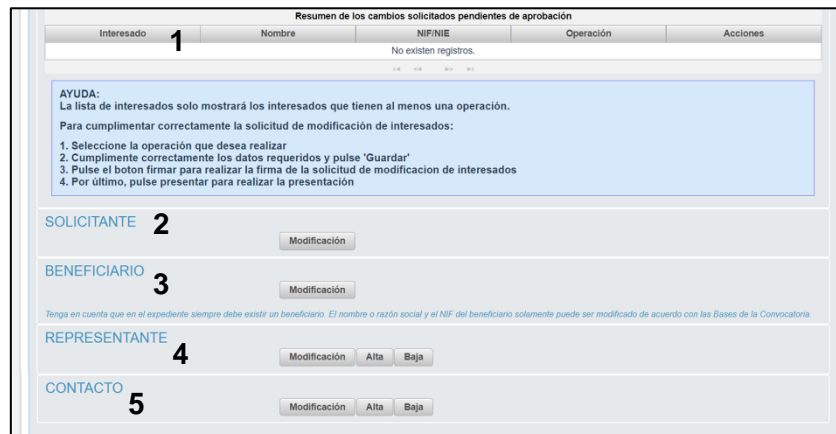 Resumen de los cambios solicitados pendientes de aprobación
Interesado 1 Nombre NIF/NIE Operación Acciones
No existen registros.
AYUDA:
La lista de interesados solo mostrará los interesados que tienen al menos una operación.
Para cumplimentar correctamente la solicitud de modificación de interesados:
1. Seleccione la operación que desea realizar
2. Cumplimente correctamente los datos requeridos y pulse 'Guardar'
3. Pulse el boton firmar para realizar la firma de la solicitud de modificacion de interesados
4. Por último, pulse presentar para realizar la presentación
SOLICITANTE 2
Modificación
BENEFICIARIO 3
Modificación
Tenga en cuenta que en el expediente siempre debe existir un beneficiario. El nombre o razón social y el NIF del beneficiario solamente puede ser modificado de acuerdo con las Bases de la Convocatoria.
REPRESENTANTE 4
Modificación Alta Baja
CONTACTO 5
Modificación Alta Baja